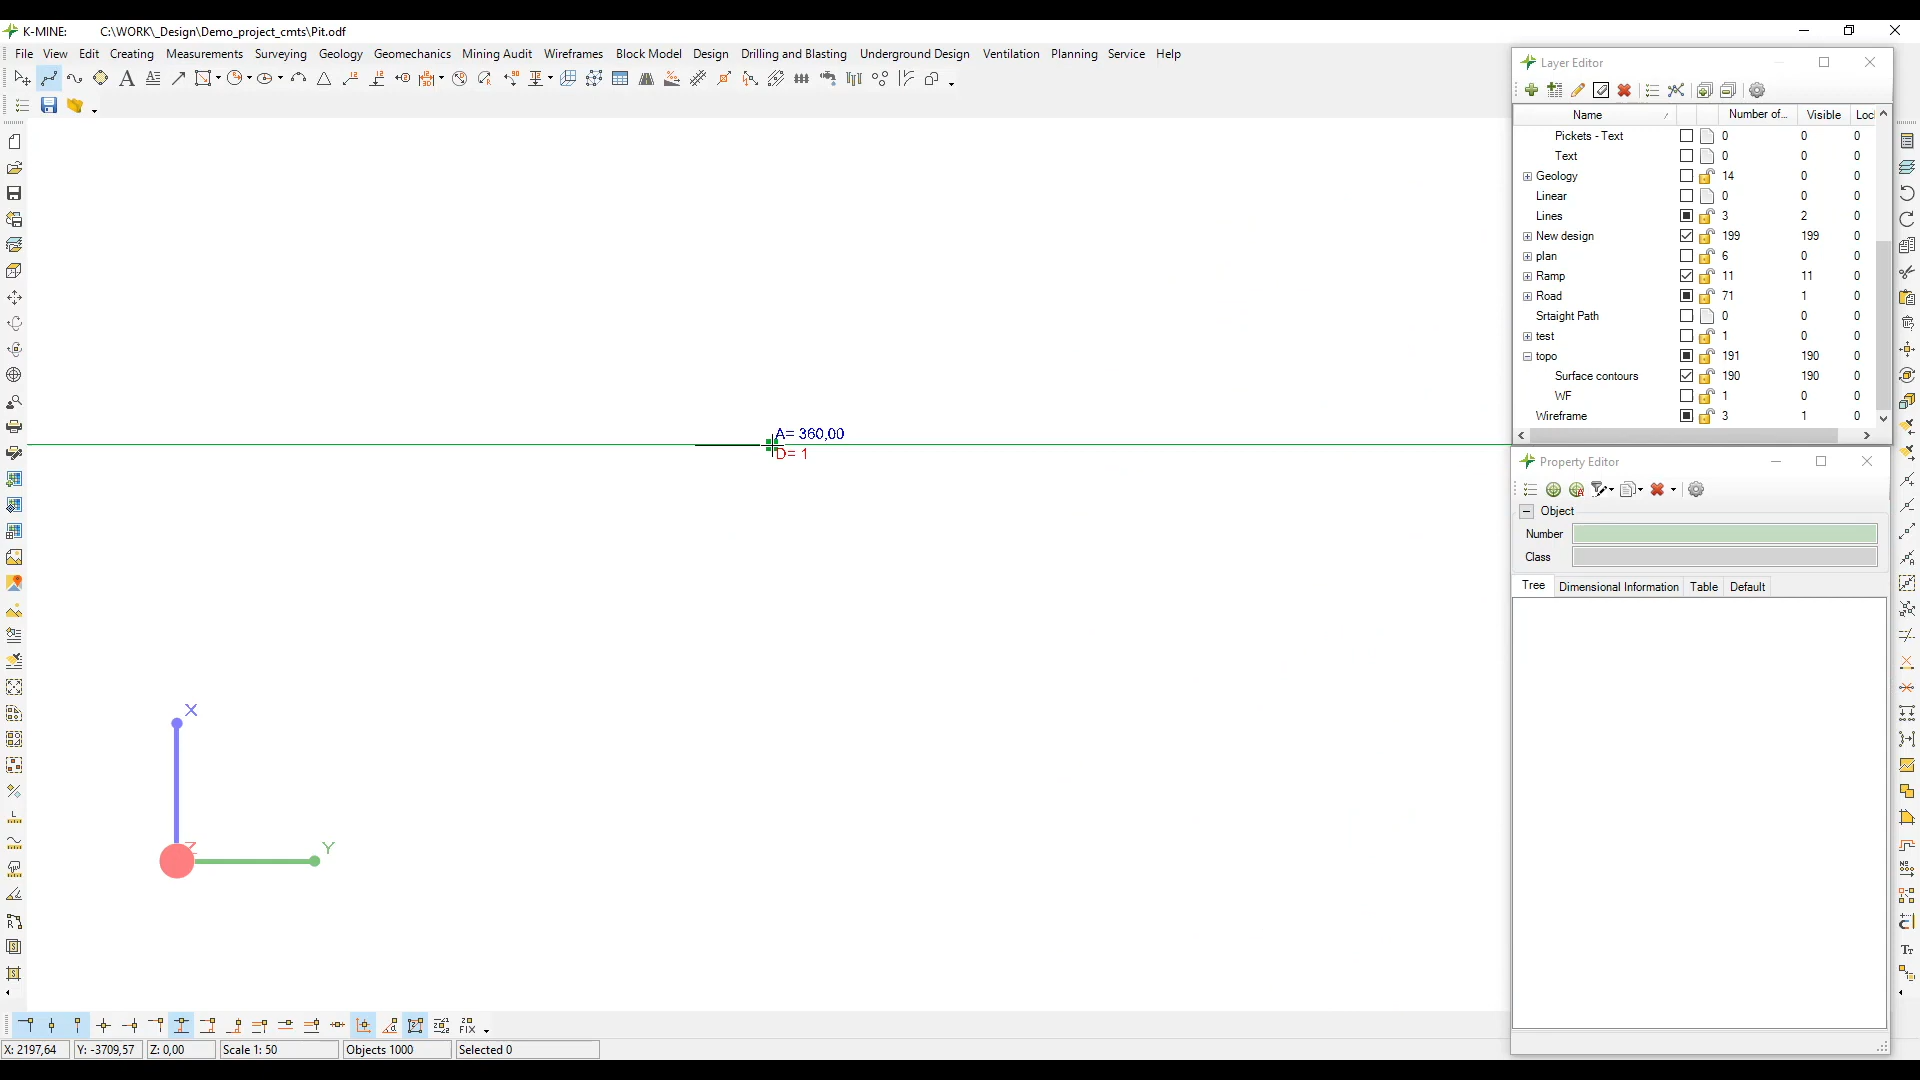 K-MINE: C:\WORK\_Design\Demo_project_cmts\Pit.odf
File View Edit Creating Measurements Surveying Geology Geomechanics Mining Audit Wireframes Block Model Design Drilling and Blasting Underground Design Ventilation Planning Service Help
Layer Editor
Name Number of... Visible Loc
Pickets - Text 0 0 0
Text 0 0 0
Geology 14 0 0
Linear 0 0 0
Lines 3 2 0
New design 199 199 0
plan 6 0 0
Ramp 11 11 0
Road 71 1 0
Srtaight Path 0 0 0
test 1 0 0
topo 191 190 0
Surface contours 190 190 0
WF 1 0 0
Wireframe 3 1 0
A= 360,00
D= 1
Property Editor
Object
Number
Class
Tree Dimensional Information Table Default
X
Z
Y
FIX
X: 2197,64 Y: -3709,57 Z: 0,00 Scale 1: 50 Objects 1000 Selected 0